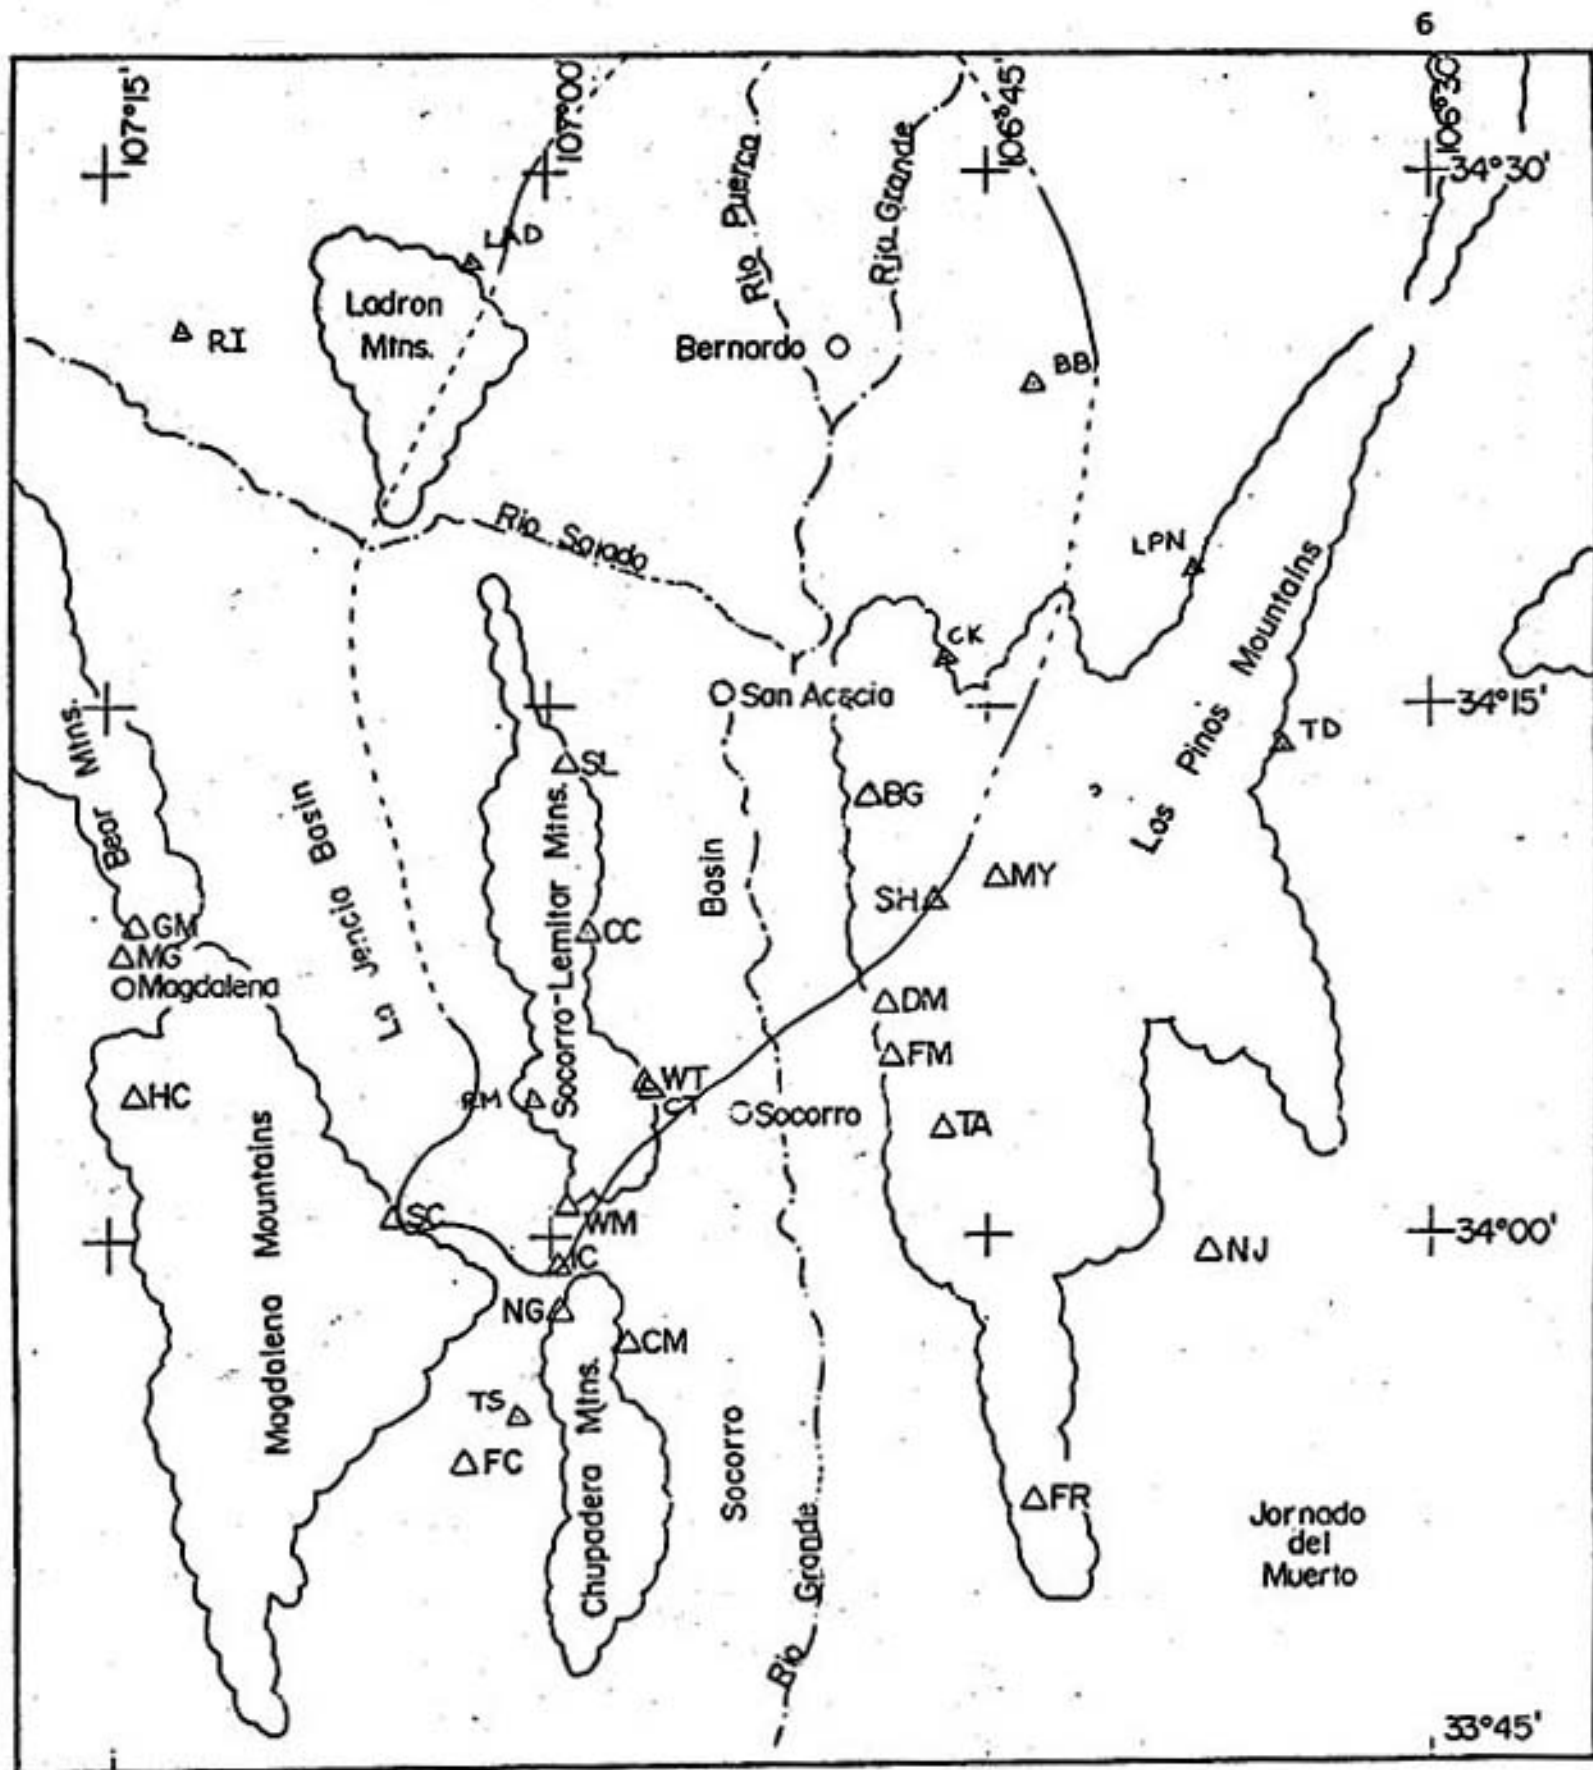 6
107°15'
107°00'
106°45'
106°30'
34°30'
Rio Puerco
Rio Grande
LAD
Ladron
Mtns.
RI
Bernardo
BB
Rio Salado
LPN
CK
San Acacia
34°15'
Bear Mtns.
La Jencia Basin
SL
BG
TD
Los Pinos Mountains
Socorro-Lemitar Mtns.
Basin
MY
SH
GM
MG
Magdalena
CC
DM
FM
HC
RM
WT
CT
Socorro
TA
Magdalena Mountains
SC
WM
34°00'
IC
NJ
NG
CM
TS
FC
Chupadera Mtns.
Socorro
Rio Grande
FR
Jornado
del
Muerto
33°45'